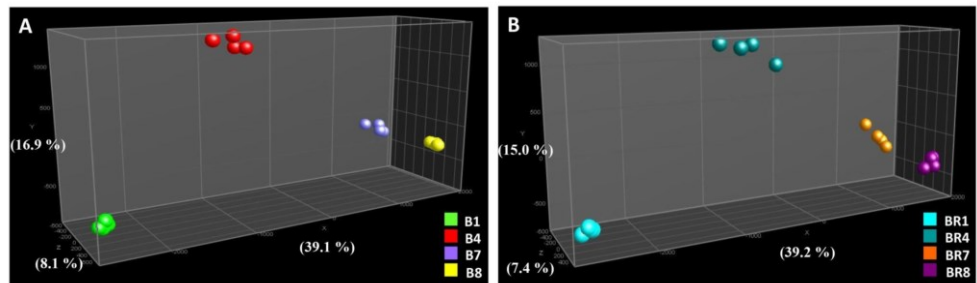 A
1000
500
Y
(16.9 %)
-500
Z
X
(8.1 %)
(39.1 %)
B1
B4
B7
B8
B
1000
500
Y
(15.0 %)
0
-500
Z
X
(7.4 %)
(39.2 %)
BR1
BR4
BR7
BR8